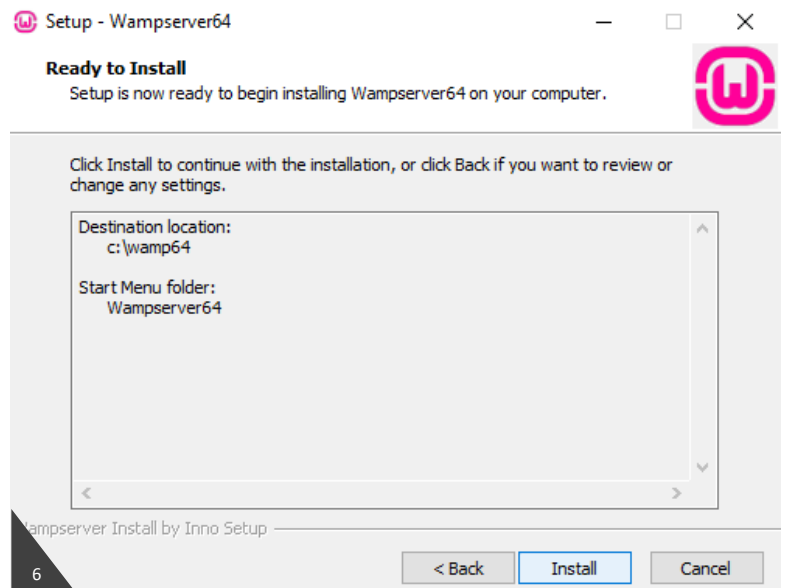 Setup - Wampserver64
Ready to Install
Setup is now ready to begin installing Wampserver64 on your computer.
Click Install to continue with the installation, or click Back if you want to review or
change any settings.
Destination location:
c:\wamp64
Start Menu folder:
Wampserver64
ampserver Install by Inno Setup
6
< Back
Install
Cancel